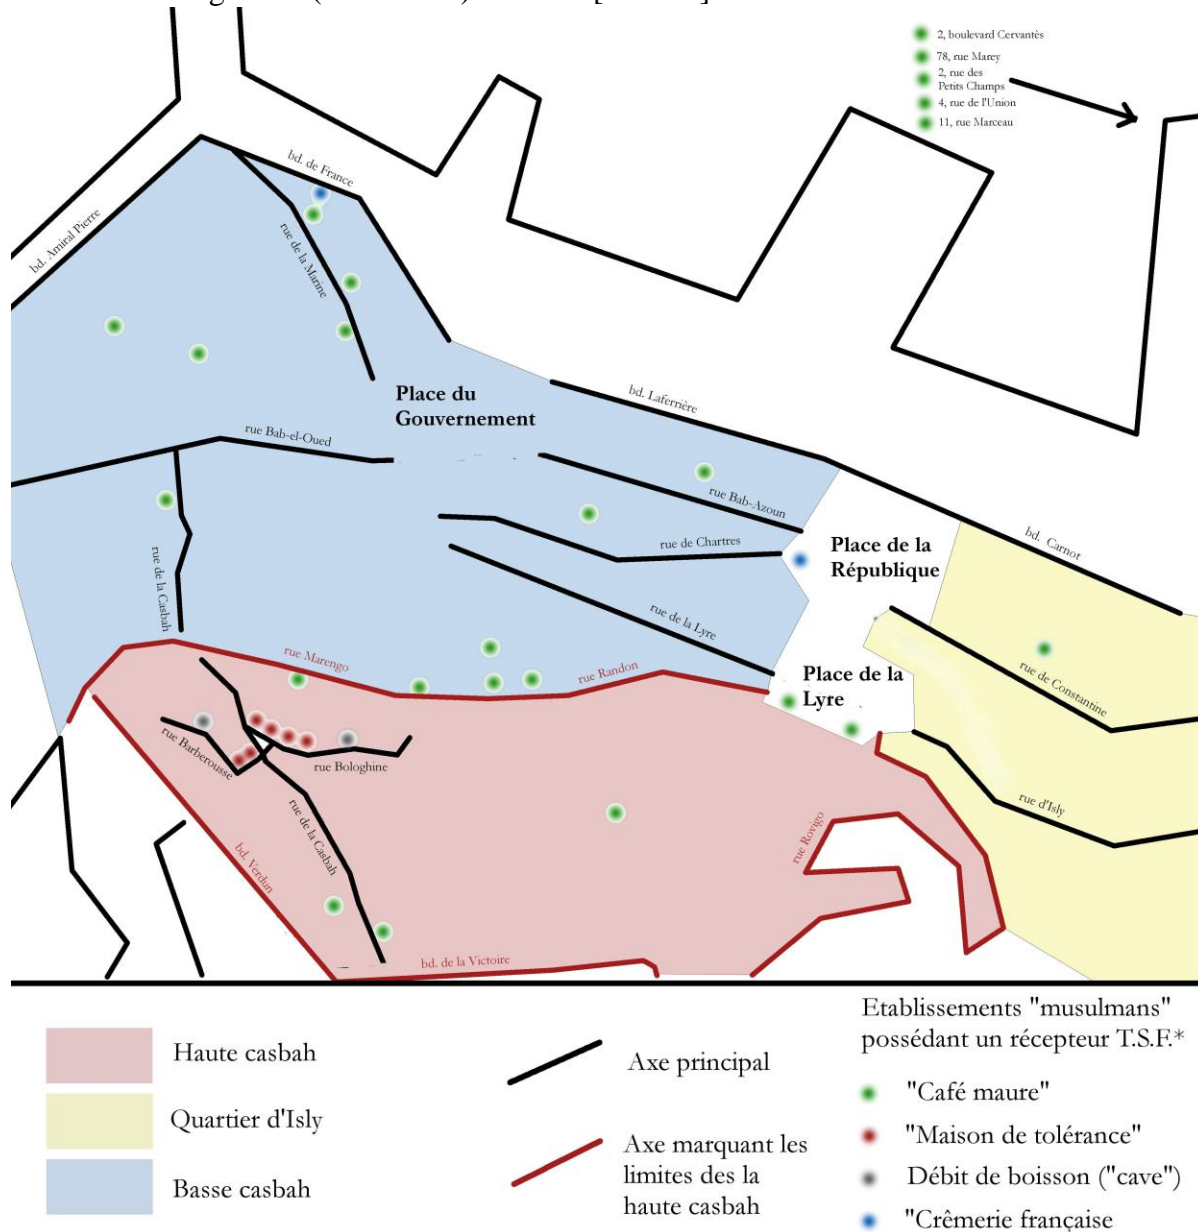 2, boulevard Cervantès
78, rue Marey
2, rue des
Petits Champs
4, rue de l'Union
11, rue Marceau
bd. de France
bd. Amiral Pierre
rue de la Marine
Place du
Gouvernement
bd. Laferrière
rue Bab-el-Oued
rue Bab-Azoun
rue de Chartres
rue de la Casbah
rue de la Lyre
Place de la
République
bd. Carnot
rue Marengo
rue Randon
Place de la
Lyre
rue de Constantine
rue Barberousse
rue Bologhine
rue de la Casbah
rue d'Isly
rue Rovigo
bd. Verdun
bd. de la Victoire
Haute casbah
Quartier d'Isly
Basse casbah
Axe principal
Axe marquant les
limites des la
haute casbah
Etablissements "musulmans"
possédant un récepteur T.S.F.*
"Café maure"
"Maison de tolérance"
Débit de boisson ("cave")
"Crêmerie française